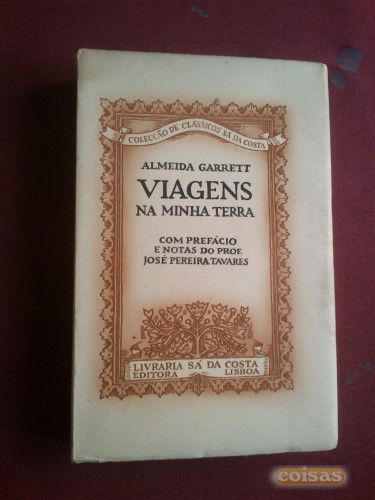 COLECÇÃO DE CLÁSSICOS SÁ DA COSTA
ALMEIDA GARRETT
VIAGENS
NA MINHA TERRA
COM PREFÁCIO
E NOTAS DO PROF.
JOSÉ PEREIRA TAVARES
LIVRARIA SÁ DA COSTA
EDITORA LISBOA
coisas